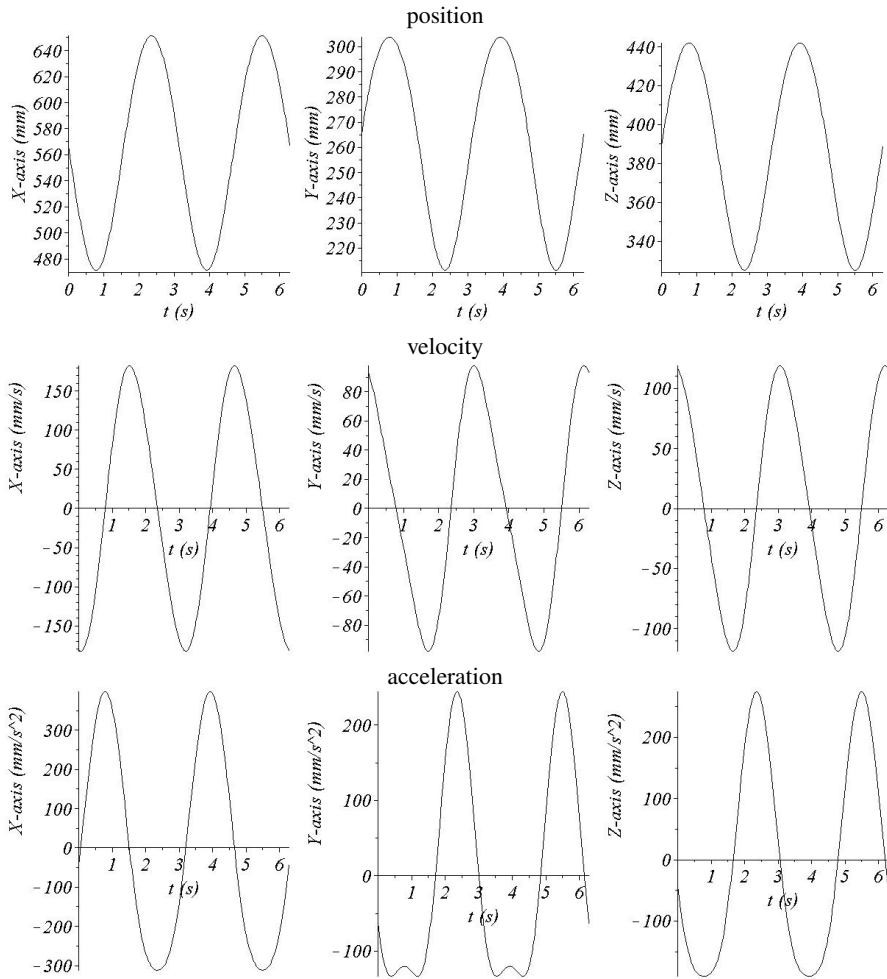 position
X-axis (mm)
640
620
600
580
560
540
520
500
480
0 1 2 3 4 5 6
t (s)
Y-axis (mm)
300
290
280
270
260
250
240
230
220
0 1 2 3 4 5 6
t (s)
Z-axis (mm)
440
420
400
380
360
340
0 1 2 3 4 5 6
t (s)
velocity
X-axis (mm/s)
150
100
50
0
-50
-100
-150
1 2 3 4 5 6
t (s)
Y-axis (mm/s)
80
60
40
20
0
-20
-40
-60
-80
1 2 3 4 5 6
t (s)
Z-axis (mm/s)
100
50
0
-50
-100
1 2 3 4 5 6
t (s)
acceleration
X-axis (mm/s^2)
300
200
100
0
-100
-200
-300
1 2 3 4 5 6
t (s)
Y-axis (mm/s^2)
200
100
0
-100
1 2 3 4 5 6
t (s)
Z-axis (mm/s^2)
200
100
0
-100
1 2 3 4 5 6
t (s)